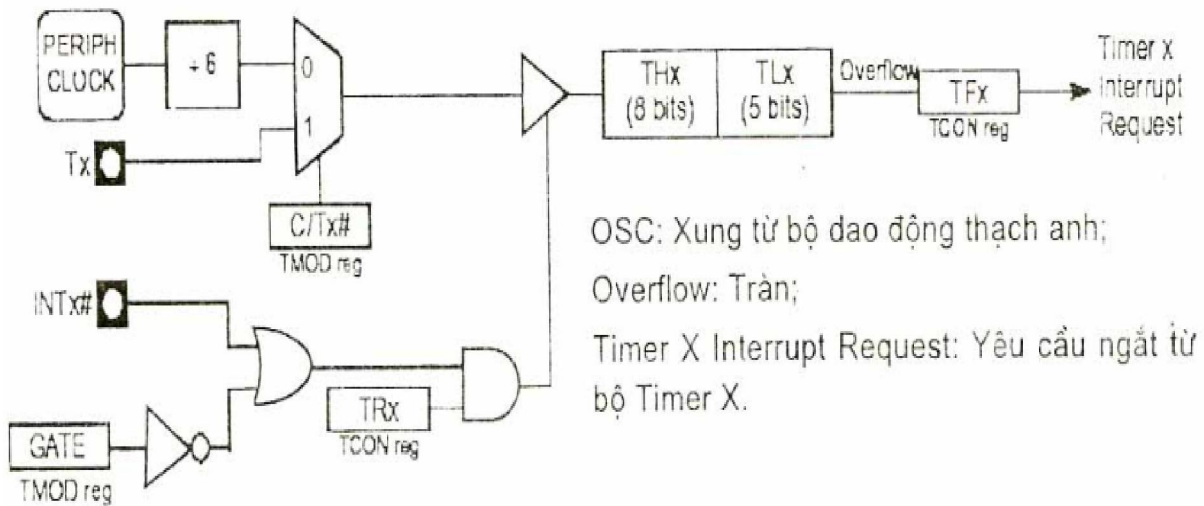 PERIPH
CLOCK
÷ 6
0
1
Tx
C/Tx#
TMOD reg
THx
(8 bits)
TLx
(5 bits)
Overflow
TFx
TCON reg
Timer x
Interrupt
Request
INTx#
GATE
TMOD reg
TRx
TCON reg
OSC: Xung từ bộ dao động thạch anh;
Overflow: Tràn;
Timer X Interrupt Request: Yêu cầu ngắt từ
bộ Timer X.